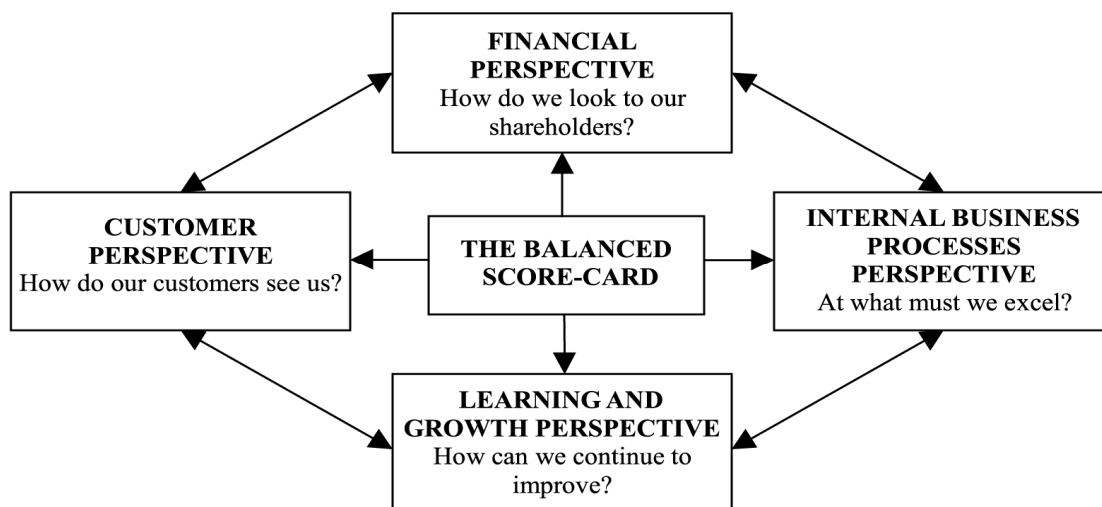 FINANCIAL
PERSPECTIVE
How do we look to our
shareholders?
CUSTOMER
PERSPECTIVE
How do our customers see us?
THE BALANCED
SCORE-CARD
INTERNAL BUSINESS
PROCESSES
PERSPECTIVE
At what must we excel?
LEARNING AND
GROWTH PERSPECTIVE
How can we continue to
improve?